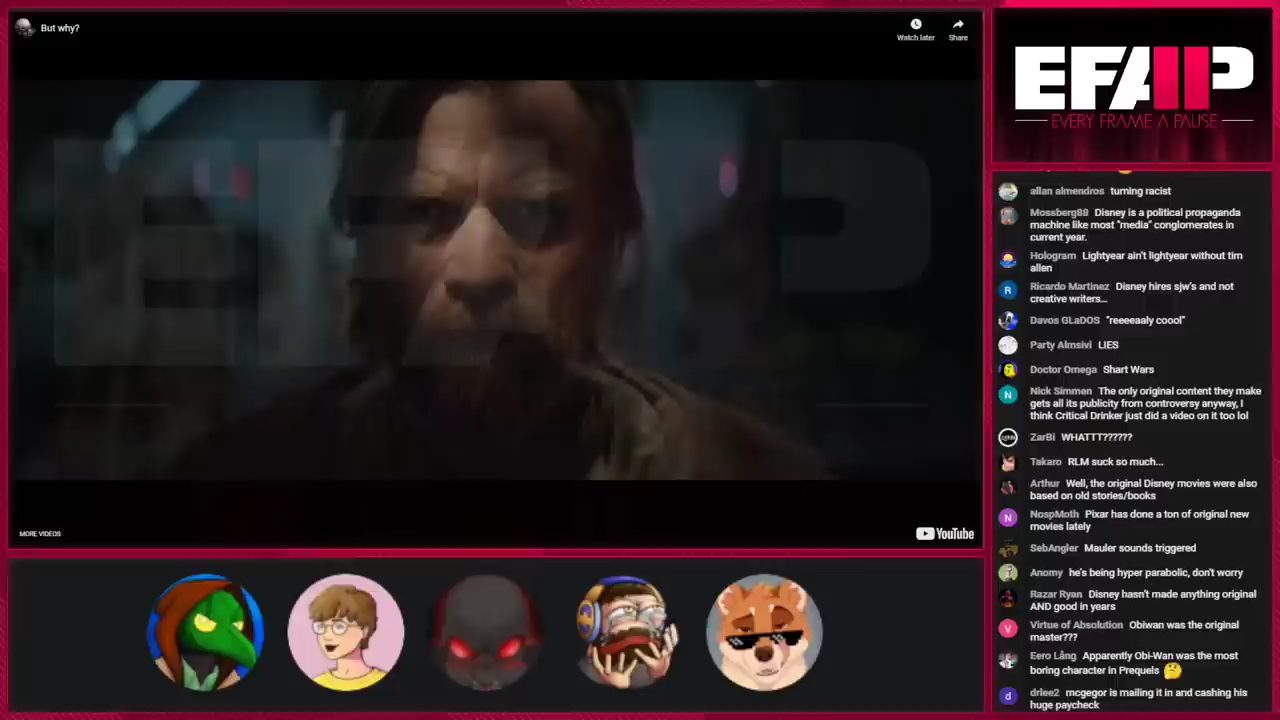 But why?
Watch later
Share
EFAP
MORE VIDEOS
YouTube
EFAP
EVERY FRAME A PAUSE
allan almendros turning racist
Mossberg88 Disney is a political propaganda
machine like most "media" conglomerates in
current year.
Hologram Lightyear ain't lightyear without tim
allen
Ricardo Martinez Disney hires sjw's and not
creative writers...
Davos GLaDOS "reeeeaaly coool"
Party Almsivi LIES
Doctor Omega Shart Wars
Nick Simmen The only original content they make
gets all its publicity from controversy anyway, I
think Critical Drinker just did a video on it too lol
ZarBi WHATTT??????
Takaro RLM suck so much...
Arthur Well, the original Disney movies were also
based on old stories/books
NospMoth Pixar has done a ton of original new
movies lately
SebAngler Mauler sounds triggered
Anomy he's being hyper parabolic, don't worry
Razar Ryan Disney hasn't made anything original
AND good in years
Virtue of Absolution Obiwan was the original
master???
Eero Lång Apparently Obi-Wan was the most
boring character in Prequels 🤔
drlee2 mcgegor is mailing it in and cashing his
huge paycheck
R
N
N
V
d